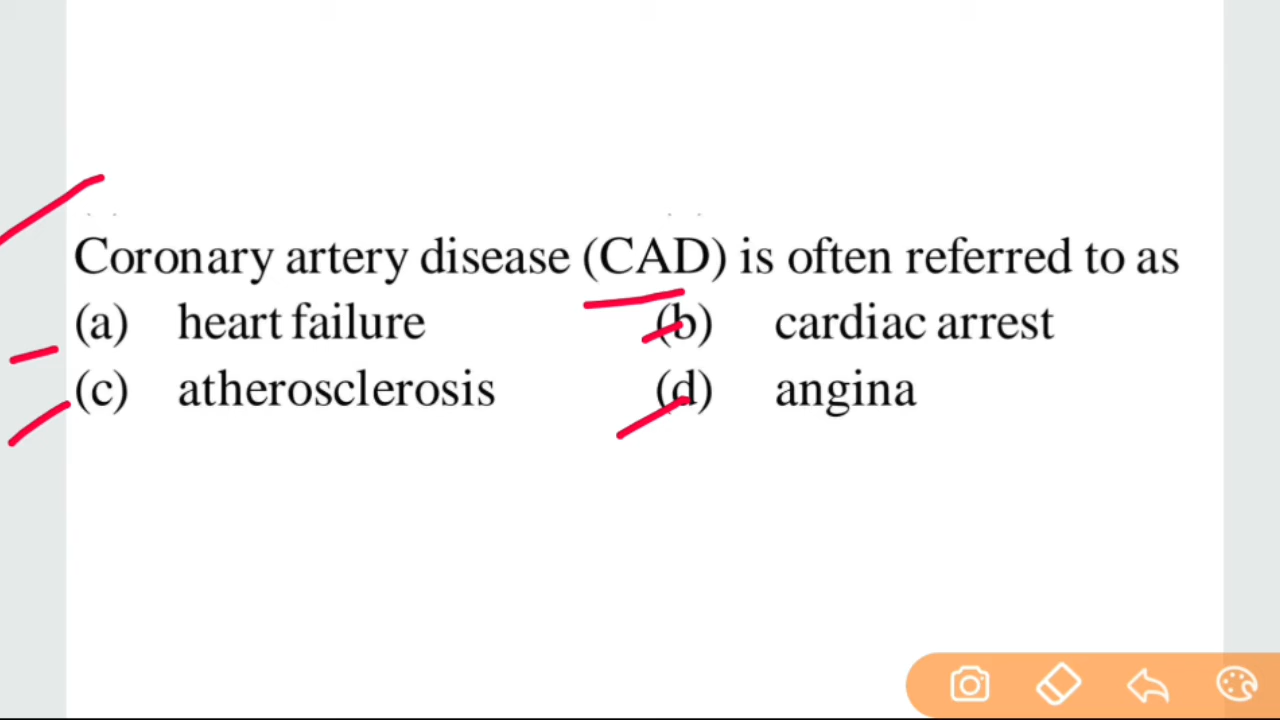 Coronary artery disease (CAD) is often referred to as
(a) heart failure (b) cardiac arrest
(c) atherosclerosis (d) angina